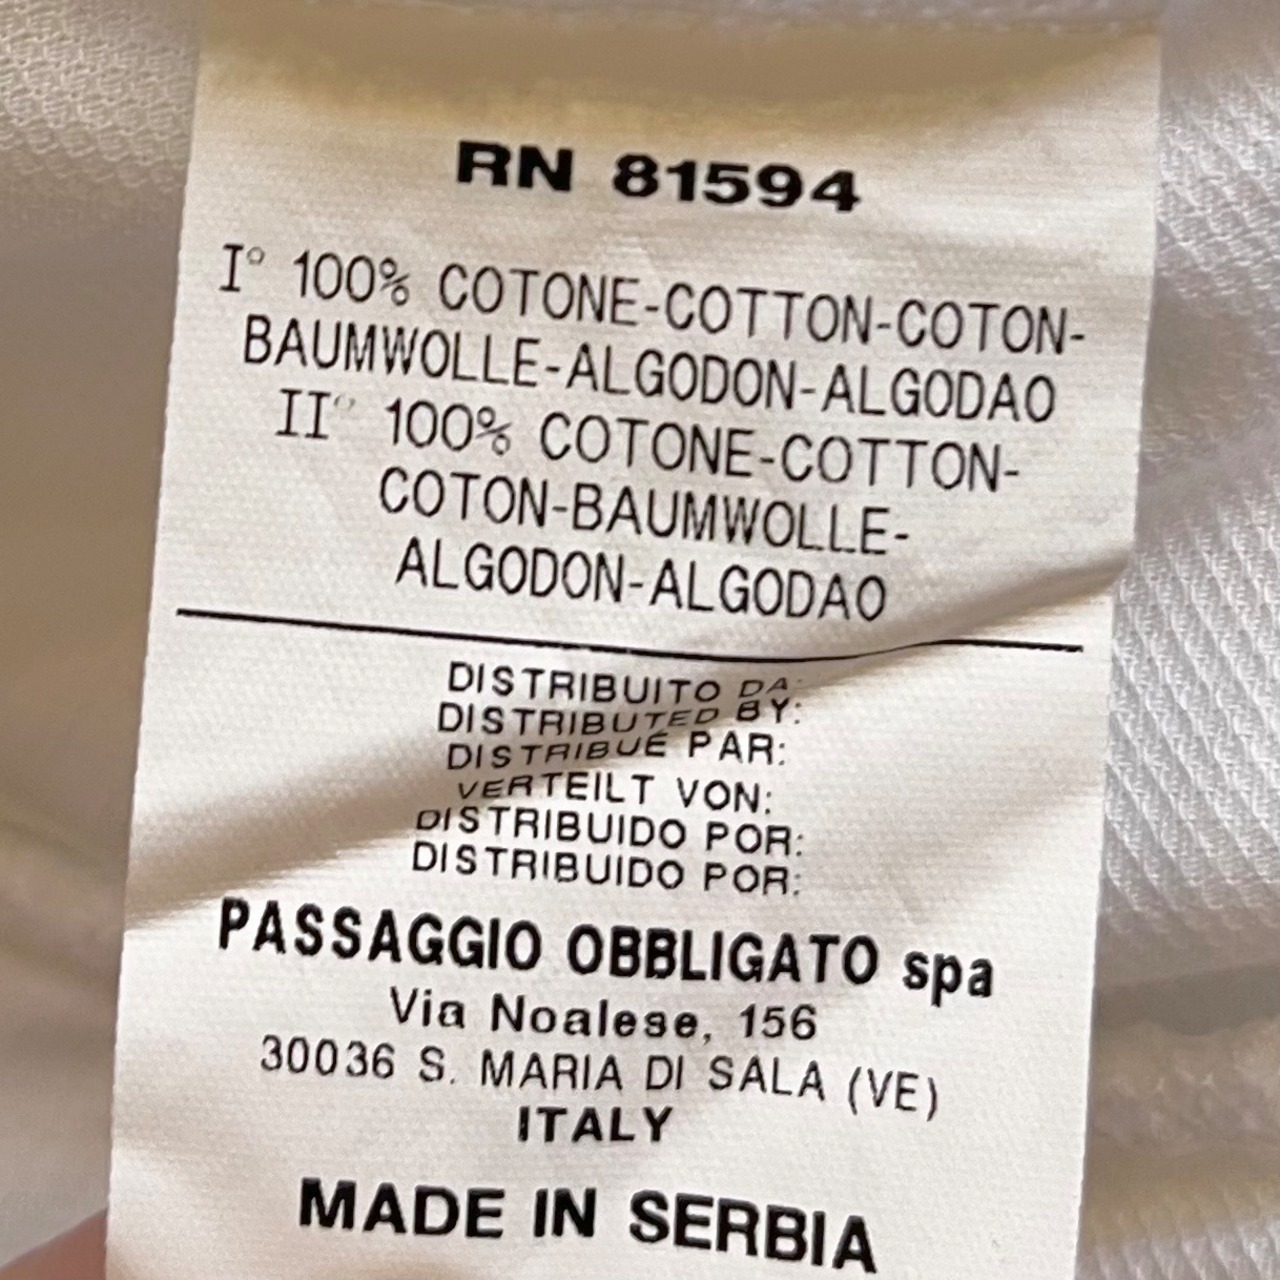 RN 81594
I° 100% COTONE-COTTON-COTON-
BAUMWOLLE-ALGODON-ALGODAO
II° 100% COTONE-COTTON-
COTON-BAUMWOLLE-
ALGODON-ALGODAO
DISTRIBUITO DA:
DISTRIBUTED BY:
DISTRIBUÉ PAR:
VERTEILT VON:
DISTRIBUIDO POR:
DISTRIBUIDO POR:
PASSAGGIO OBBLIGATO spa
Via Noalese, 156
30036 S. MARIA DI SALA (VE)
ITALY
MADE IN SERBIA